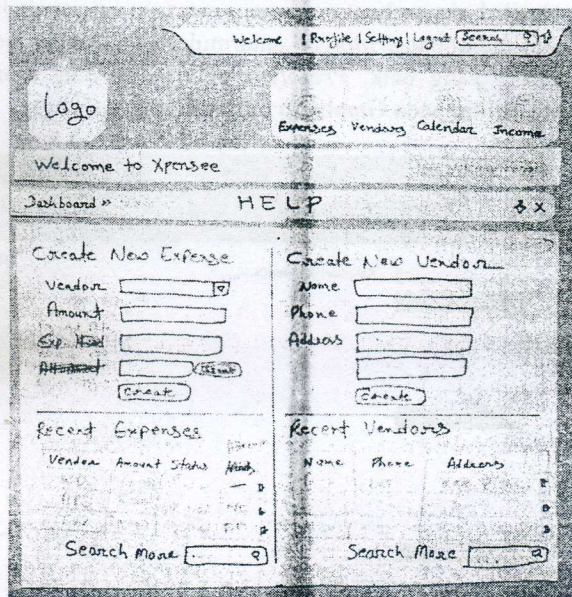 Welcome | Profile | Setting | Logout Search
Logo
Expenses Vendors Calendar Income
Welcome to Xpensee
Dashboard »
HELP
X
Create New Expense
Vendor
Amount
Exp.
Create
Create New Vendor
Name
Phone
Address
Create
Recent Expenses
Vendor Amount Status
Search More
Recent Vendors
Name Phone Address
Search More